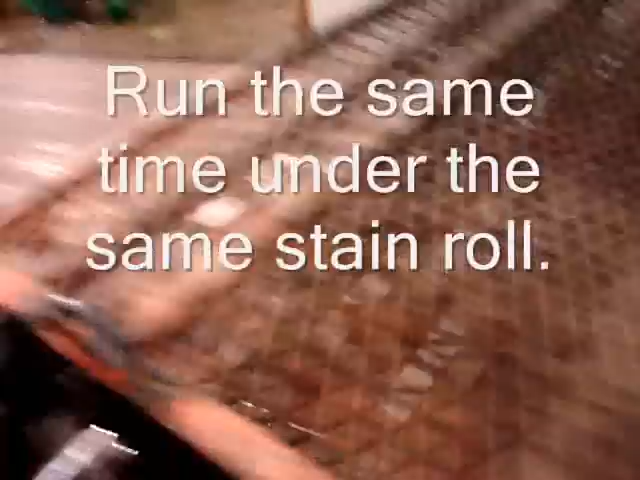 Run the same
time under the
same stain roll.